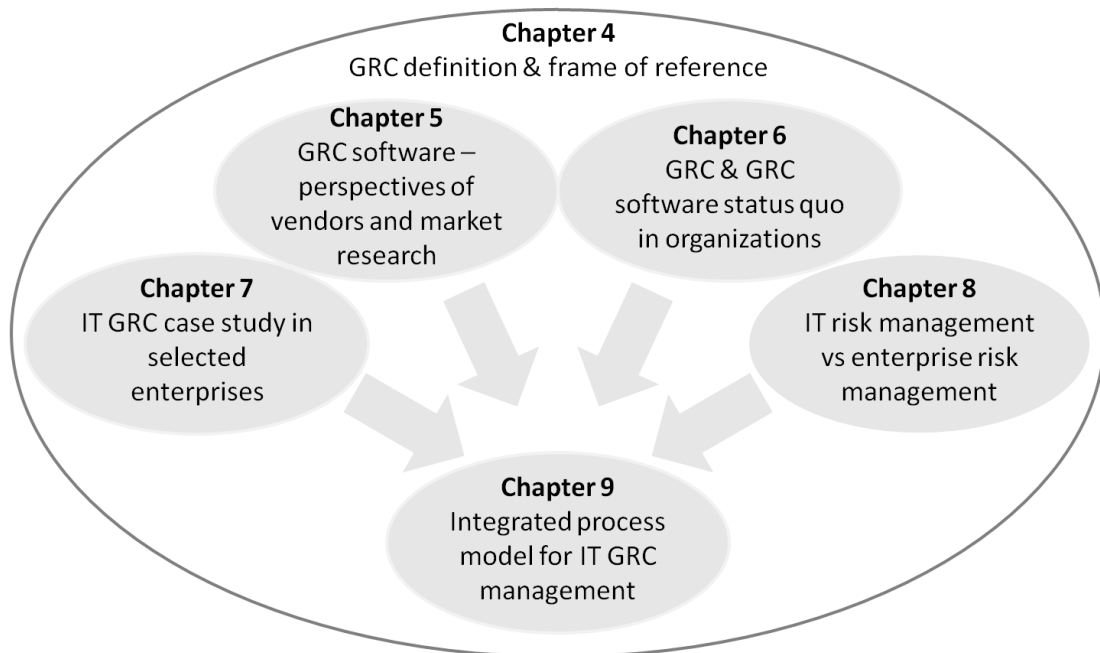 Chapter 4
GRC definition & frame of reference
Chapter 5
GRC software –
perspectives of
vendors and market
research
Chapter 6
GRC & GRC
software status quo
in organizations
Chapter 7
IT GRC case study in
selected
enterprises
Chapter 8
IT risk management
vs enterprise risk
management
Chapter 9
Integrated process
model for IT GRC
management